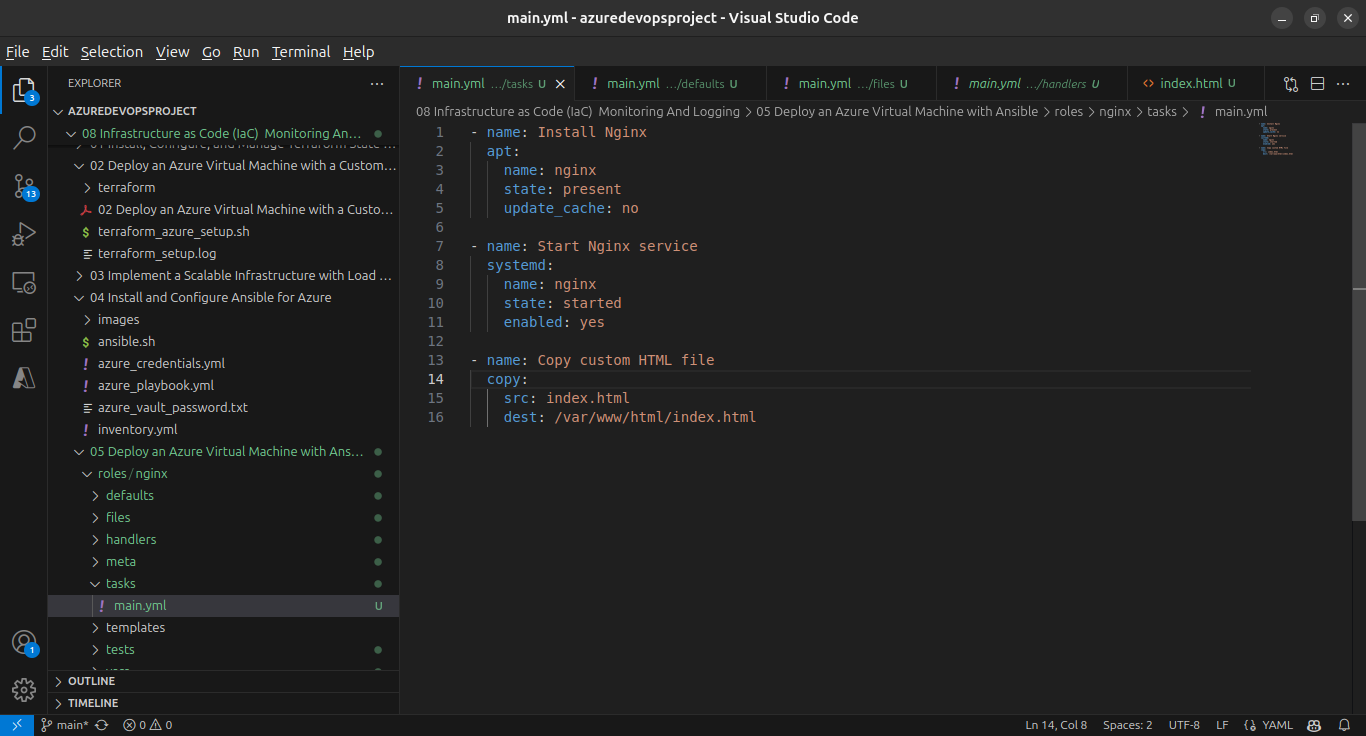 main.yml - azuredevopsproject - Visual Studio Code
File Edit Selection View Go Run Terminal Help
EXPLORER
AZUREDEVOPSPROJECT
08 Infrastructure as Code (IaC) Monitoring An...
02 Deploy an Azure Virtual Machine with a Custom...
terraform
02 Deploy an Azure Virtual Machine with a Custo...
$ terraform_azure_setup.sh
terraform_setup.log
03 Implement a Scalable Infrastructure with Load ...
04 Install and Configure Ansible for Azure
images
$ ansible.sh
! azure_credentials.yml
! azure_playbook.yml
azure_vault_password.txt
! inventory.yml
05 Deploy an Azure Virtual Machine with Ans...
roles/nginx
defaults
files
handlers
meta
tasks
! main.yml U
templates
tests
OUTLINE
TIMELINE
3
13
1
! main.yml .../tasks U
! main.yml .../defaults U
! main.yml .../files U
! main.yml .../handlers U
<> index.html U
08 Infrastructure as Code (IaC) Monitoring And Logging > 05 Deploy an Azure Virtual Machine with Ansible > roles > nginx > tasks > ! main.yml
1 - name: Install Nginx
2 apt:
3 name: nginx
4 state: present
5 update_cache: no
6
7 - name: Start Nginx service
8 systemd:
9 name: nginx
10 state: started
11 enabled: yes
12
13 - name: Copy custom HTML file
14 copy:
15 src: index.html
16 dest: /var/www/html/index.html
main* 0 0
Ln 14, Col 8 Spaces: 2 UTF-8 LF {} YAML